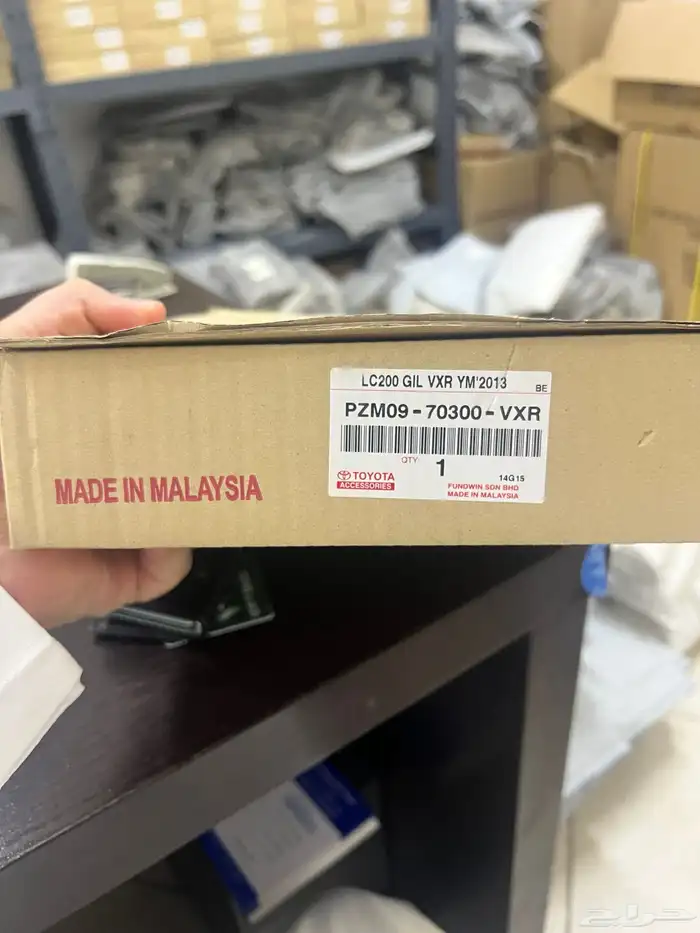 LC200 GIL VXR YM'2013
BE
PZM09-70300-VXR
QTY 1
TOYOTA
ACCESSORIES
14G15
FUNDWIN SDN BHD
MADE IN MALAYSIA
MADE IN MALAYSIA
حراج